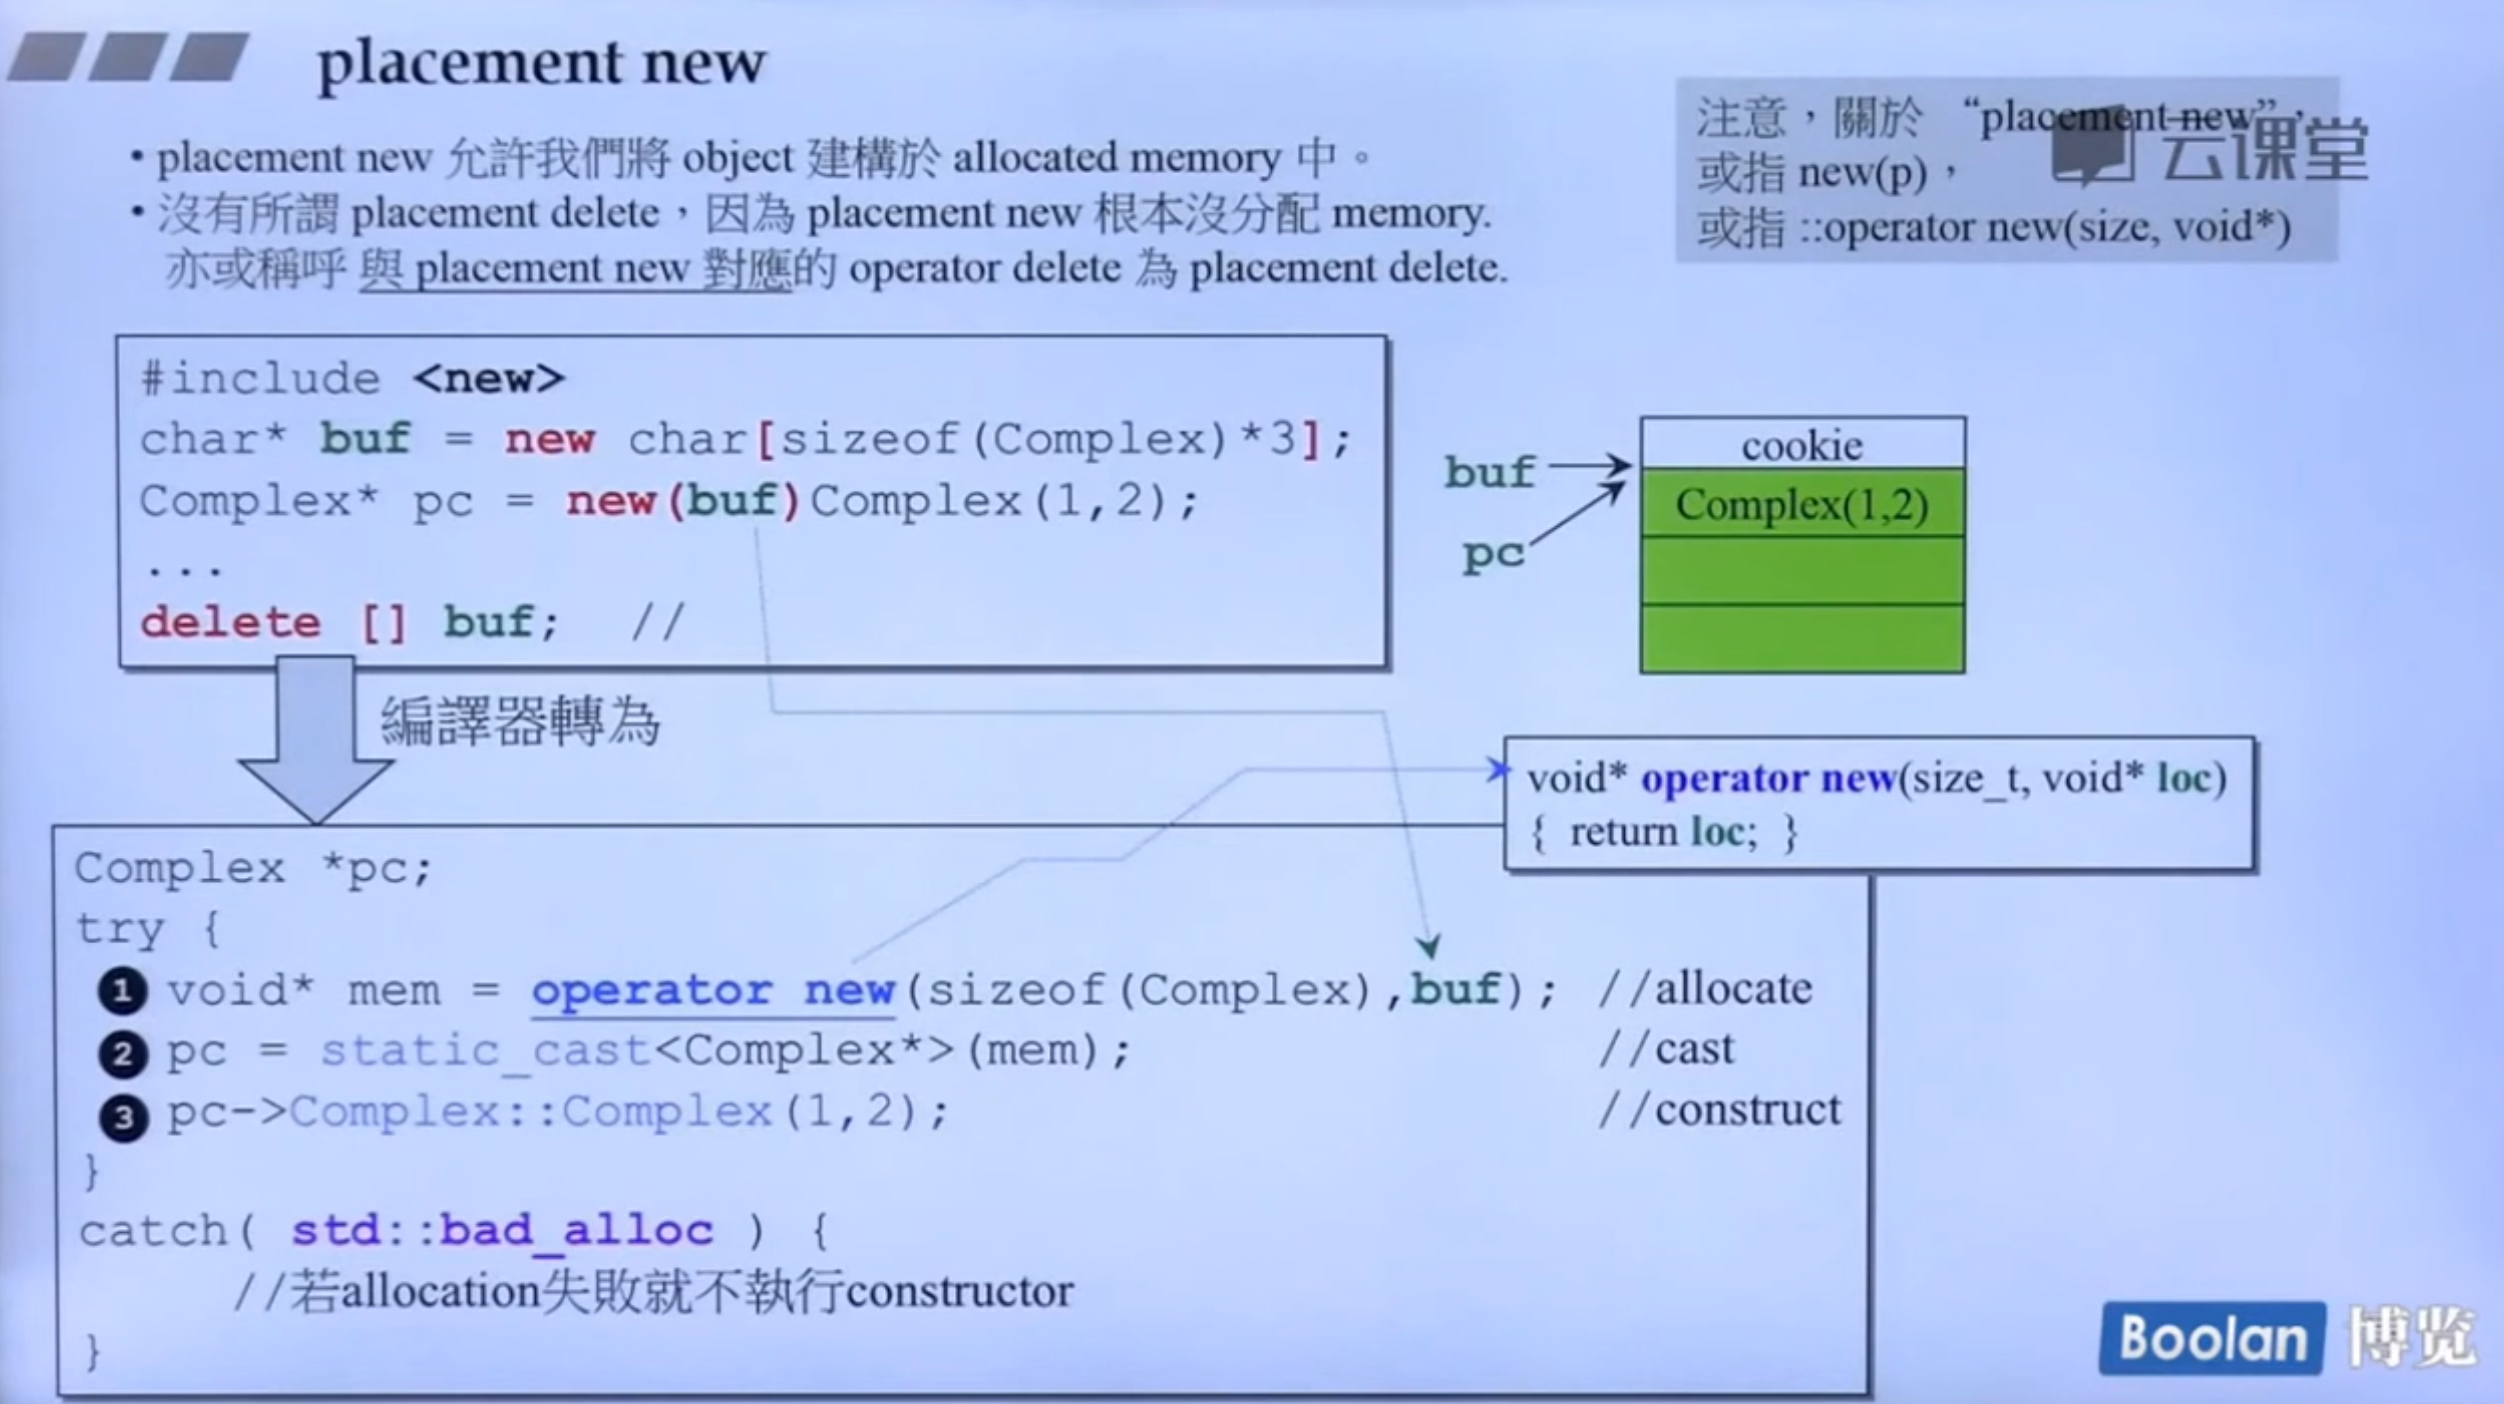 placement new
注意，關於 “placement new”，
或指 new(p)，
或指 ::operator new(size, void*)
云课堂
• placement new 允許我們將 object 建構於 allocated memory 中。
• 沒有所謂 placement delete，因為 placement new 根本沒分配 memory.
亦或稱呼 與 placement new 對應的 operator delete 為 placement delete.
#include <new>
char* buf = new char[sizeof(Complex)*3];
Complex* pc = new(buf)Complex(1,2);
...
delete [] buf; //
buf
pc
cookie
Complex(1,2)
編譯器轉為
void* operator new(size_t, void* loc)
{ return loc; }
Complex *pc;
try {
1 void* mem = operator new(sizeof(Complex),buf); //allocate
2 pc = static_cast<Complex*>(mem); //cast
3 pc->Complex::Complex(1,2); //construct
}
catch( std::bad_alloc ) {
//若allocation失敗就不執行constructor
}
Boolan 博览